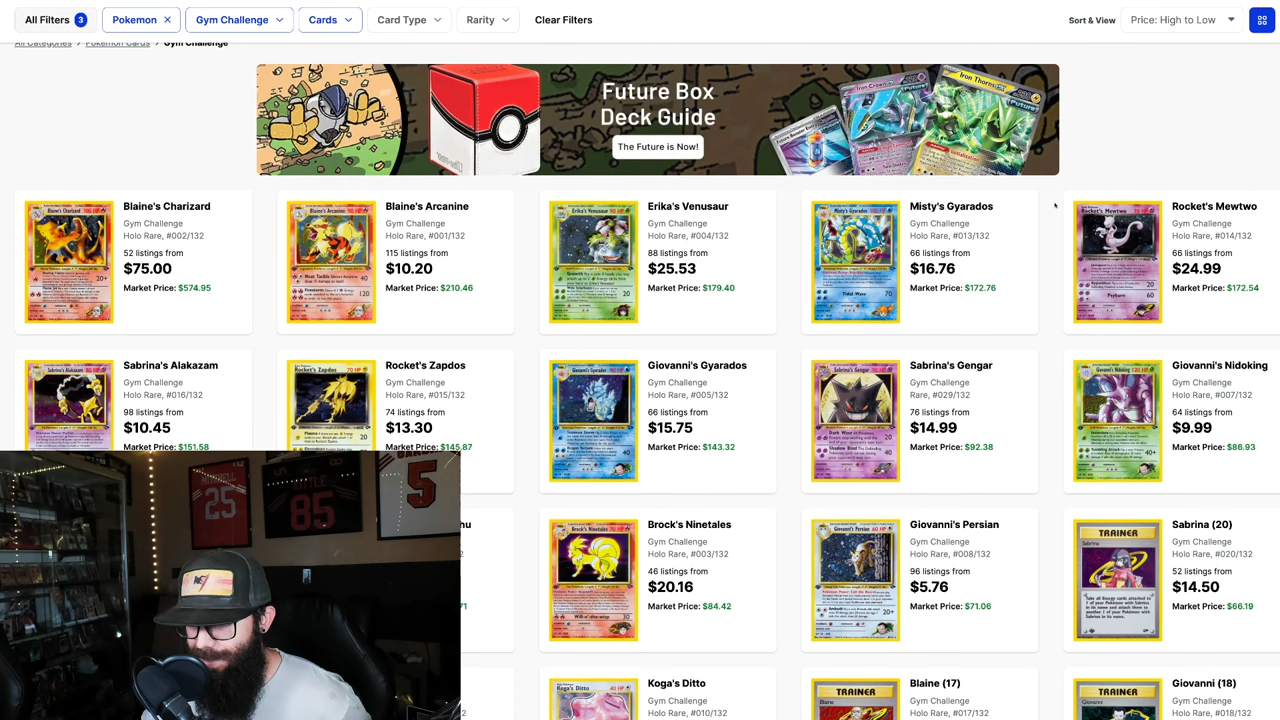 All Filters 3 Pokemon × Gym Challenge Cards Card Type Rarity Clear Filters Sort & View Price: High to Low
All Categories > Pokemon Cards > Gym Challenge
Future Box
Deck Guide
The Future is Now!
Blaine's Charizard
Gym Challenge
Holo Rare, #002/132
52 listings from
$75.00
Market Price: $574.95
Blaine's Arcanine
Gym Challenge
Holo Rare, #001/132
115 listings from
$10.20
Market Price: $210.46
Erika's Venusaur
Gym Challenge
Holo Rare, #004/132
88 listings from
$25.53
Market Price: $179.40
Misty's Gyarados
Gym Challenge
Holo Rare, #013/132
66 listings from
$16.76
Market Price: $172.76
Rocket's Mewtwo
Gym Challenge
Holo Rare, #014/132
66 listings from
$24.99
Market Price: $172.54
Sabrina's Alakazam
Gym Challenge
Holo Rare, #016/132
98 listings from
$10.45
Market Price: $151.58
Rocket's Zapdos
Gym Challenge
Holo Rare, #015/132
74 listings from
$13.30
Market Price: $145.87
Giovanni's Gyarados
Gym Challenge
Holo Rare, #005/132
66 listings from
$15.75
Market Price: $143.32
Sabrina's Gengar
Gym Challenge
Rare, #029/132
76 listings from
$14.99
Market Price: $92.38
Giovanni's Nidoking
Gym Challenge
Holo Rare, #007/132
64 listings from
$9.99
Market Price: $86.93
hu
71
Brock's Ninetales
Gym Challenge
Holo Rare, #003/132
46 listings from
$20.16
Market Price: $84.42
Giovanni's Persian
Gym Challenge
Holo Rare, #008/132
96 listings from
$5.76
Market Price: $71.06
TRAINER
Sabrina (20)
Gym Challenge
Holo Rare, #020/132
52 listings from
$14.50
Market Price: $66.19
Koga's Ditto
Gym Challenge
Holo Rare, #010/132
TRAINER
Blaine (17)
Gym Challenge
Holo Rare, #017/132
TRAINER
Giovanni (18)
Gym Challenge
Holo Rare, #018/132
25
85
5